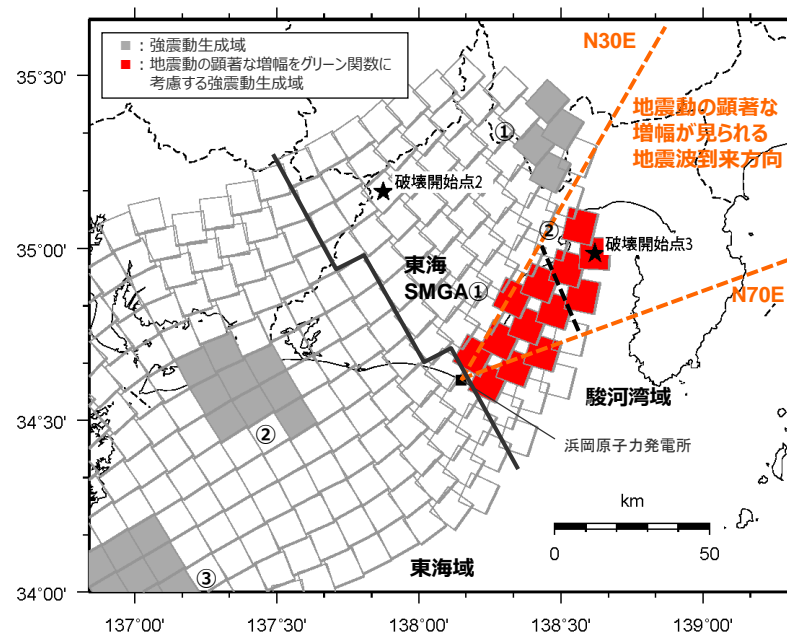 137°00'
137°30'
138°00'
138°30'
139°00'
：強震動生成域
：地震動の顕著な増幅をグリーン関数に
考慮する強震動生成域
N30E
地震動の顕著な
増幅が見られる
地震波到来方向
①
破壊開始点2
②
破壊開始点3
東海
SMGA①
N70E
駿河湾域
②
浜岡原子力発電所
km
0
50
東海域
③
35°30'
35°00'
34°30'
34°00'